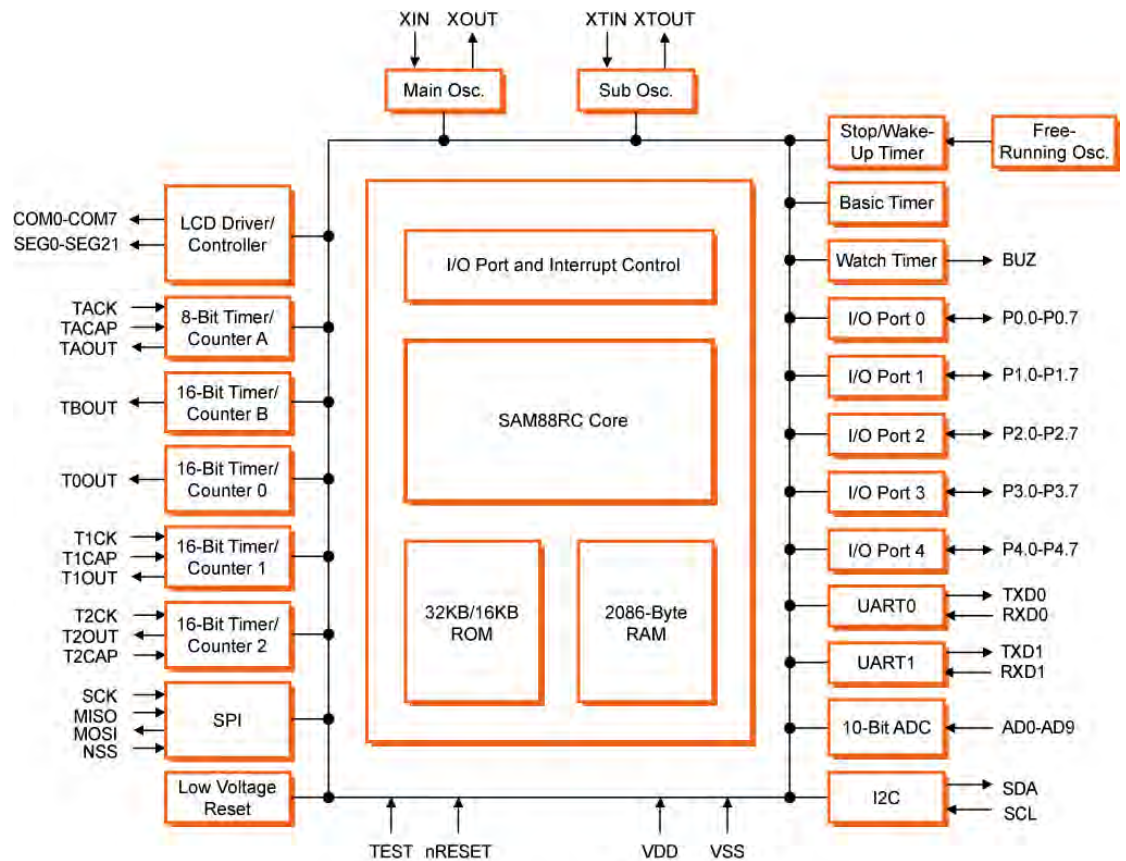 XIN XOUT XTIN XTOUT
Main Osc.
Sub Osc.
Stop/Wake-
Up Timer
Free-
Running Osc.
COM0-COM7
SEG0-SEG21
LCD Driver/
Controller
TACK
TACAP
TAOUT
8-Bit Timer/
Counter A
TBOUT
16-Bit Timer/
Counter B
T0OUT
16-Bit Timer/
Counter 0
T1CK
T1CAP
T1OUT
16-Bit Timer/
Counter 1
T2CK
T2OUT
T2CAP
16-Bit Timer/
Counter 2
SCK
MISO
MOSI
NSS
SPI
Low Voltage
Reset
I/O Port and Interrupt Control
SAM88RC Core
32KB/16KB
ROM
2086-Byte
RAM
Basic Timer
Watch Timer
BUZ
I/O Port 0
P0.0-P0.7
I/O Port 1
P1.0-P1.7
I/O Port 2
P2.0-P2.7
I/O Port 3
P3.0-P3.7
I/O Port 4
P4.0-P4.7
UART0
TXD0
RXD0
UART1
TXD1
RXD1
10-Bit ADC
AD0-AD9
I2C
SDA
SCL
TEST nRESET VDD VSS